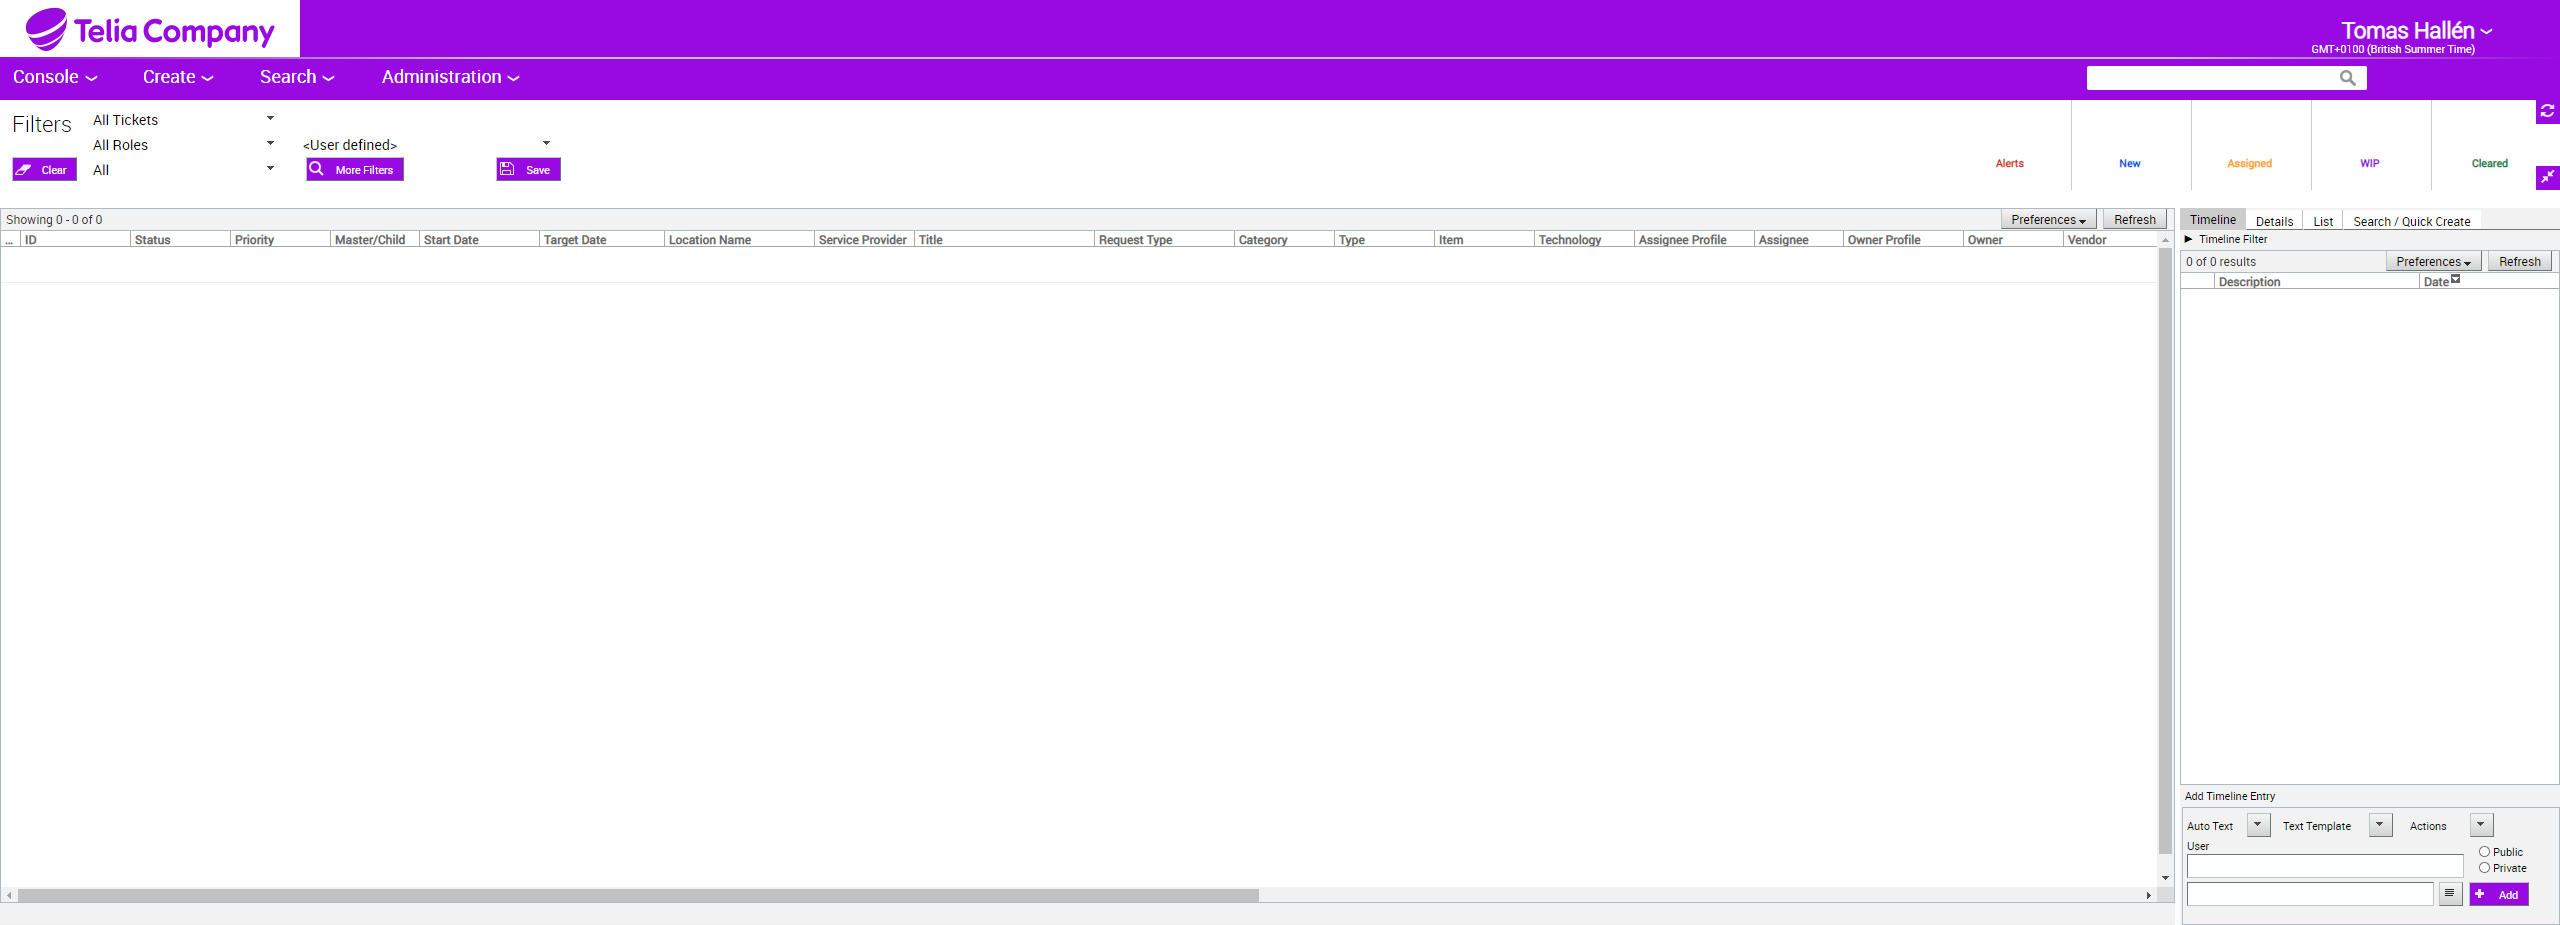 Telia Company
Tomas Hallén
GMT+0100 (British Summer Time)
Console Create Search Administration
Filters All Tickets
All Roles <User defined>
Clear All More Filters Save
Alerts New Assigned WIP Cleared
Showing 0 - 0 of 0 Preferences Refresh
... ID Status Priority Master/Child Start Date Target Date Location Name Service Provider Title Request Type Category Type Item Technology Assignee Profile Assignee Owner Profile Owner Vendor
Timeline Details List Search / Quick Create
Timeline Filter
0 of 0 results Preferences Refresh
Description Date
Add Timeline Entry
Auto Text Text Template Actions
User
Public
Private
Add